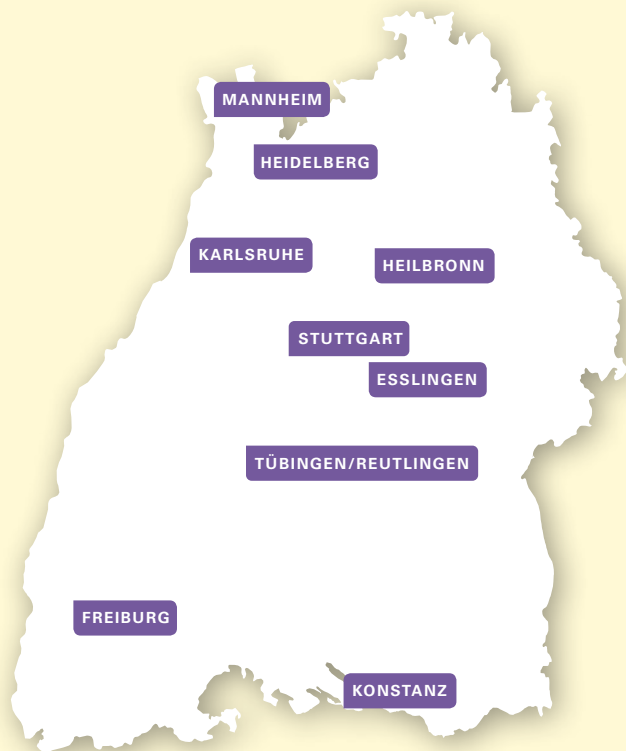 MANNHEIM
HEIDELBERG
KARLSRUHE
HEILBRONN
STUTTGART
ESSLINGEN
TÜBINGEN/REUTLINGEN
FREIBURG
KONSTANZ